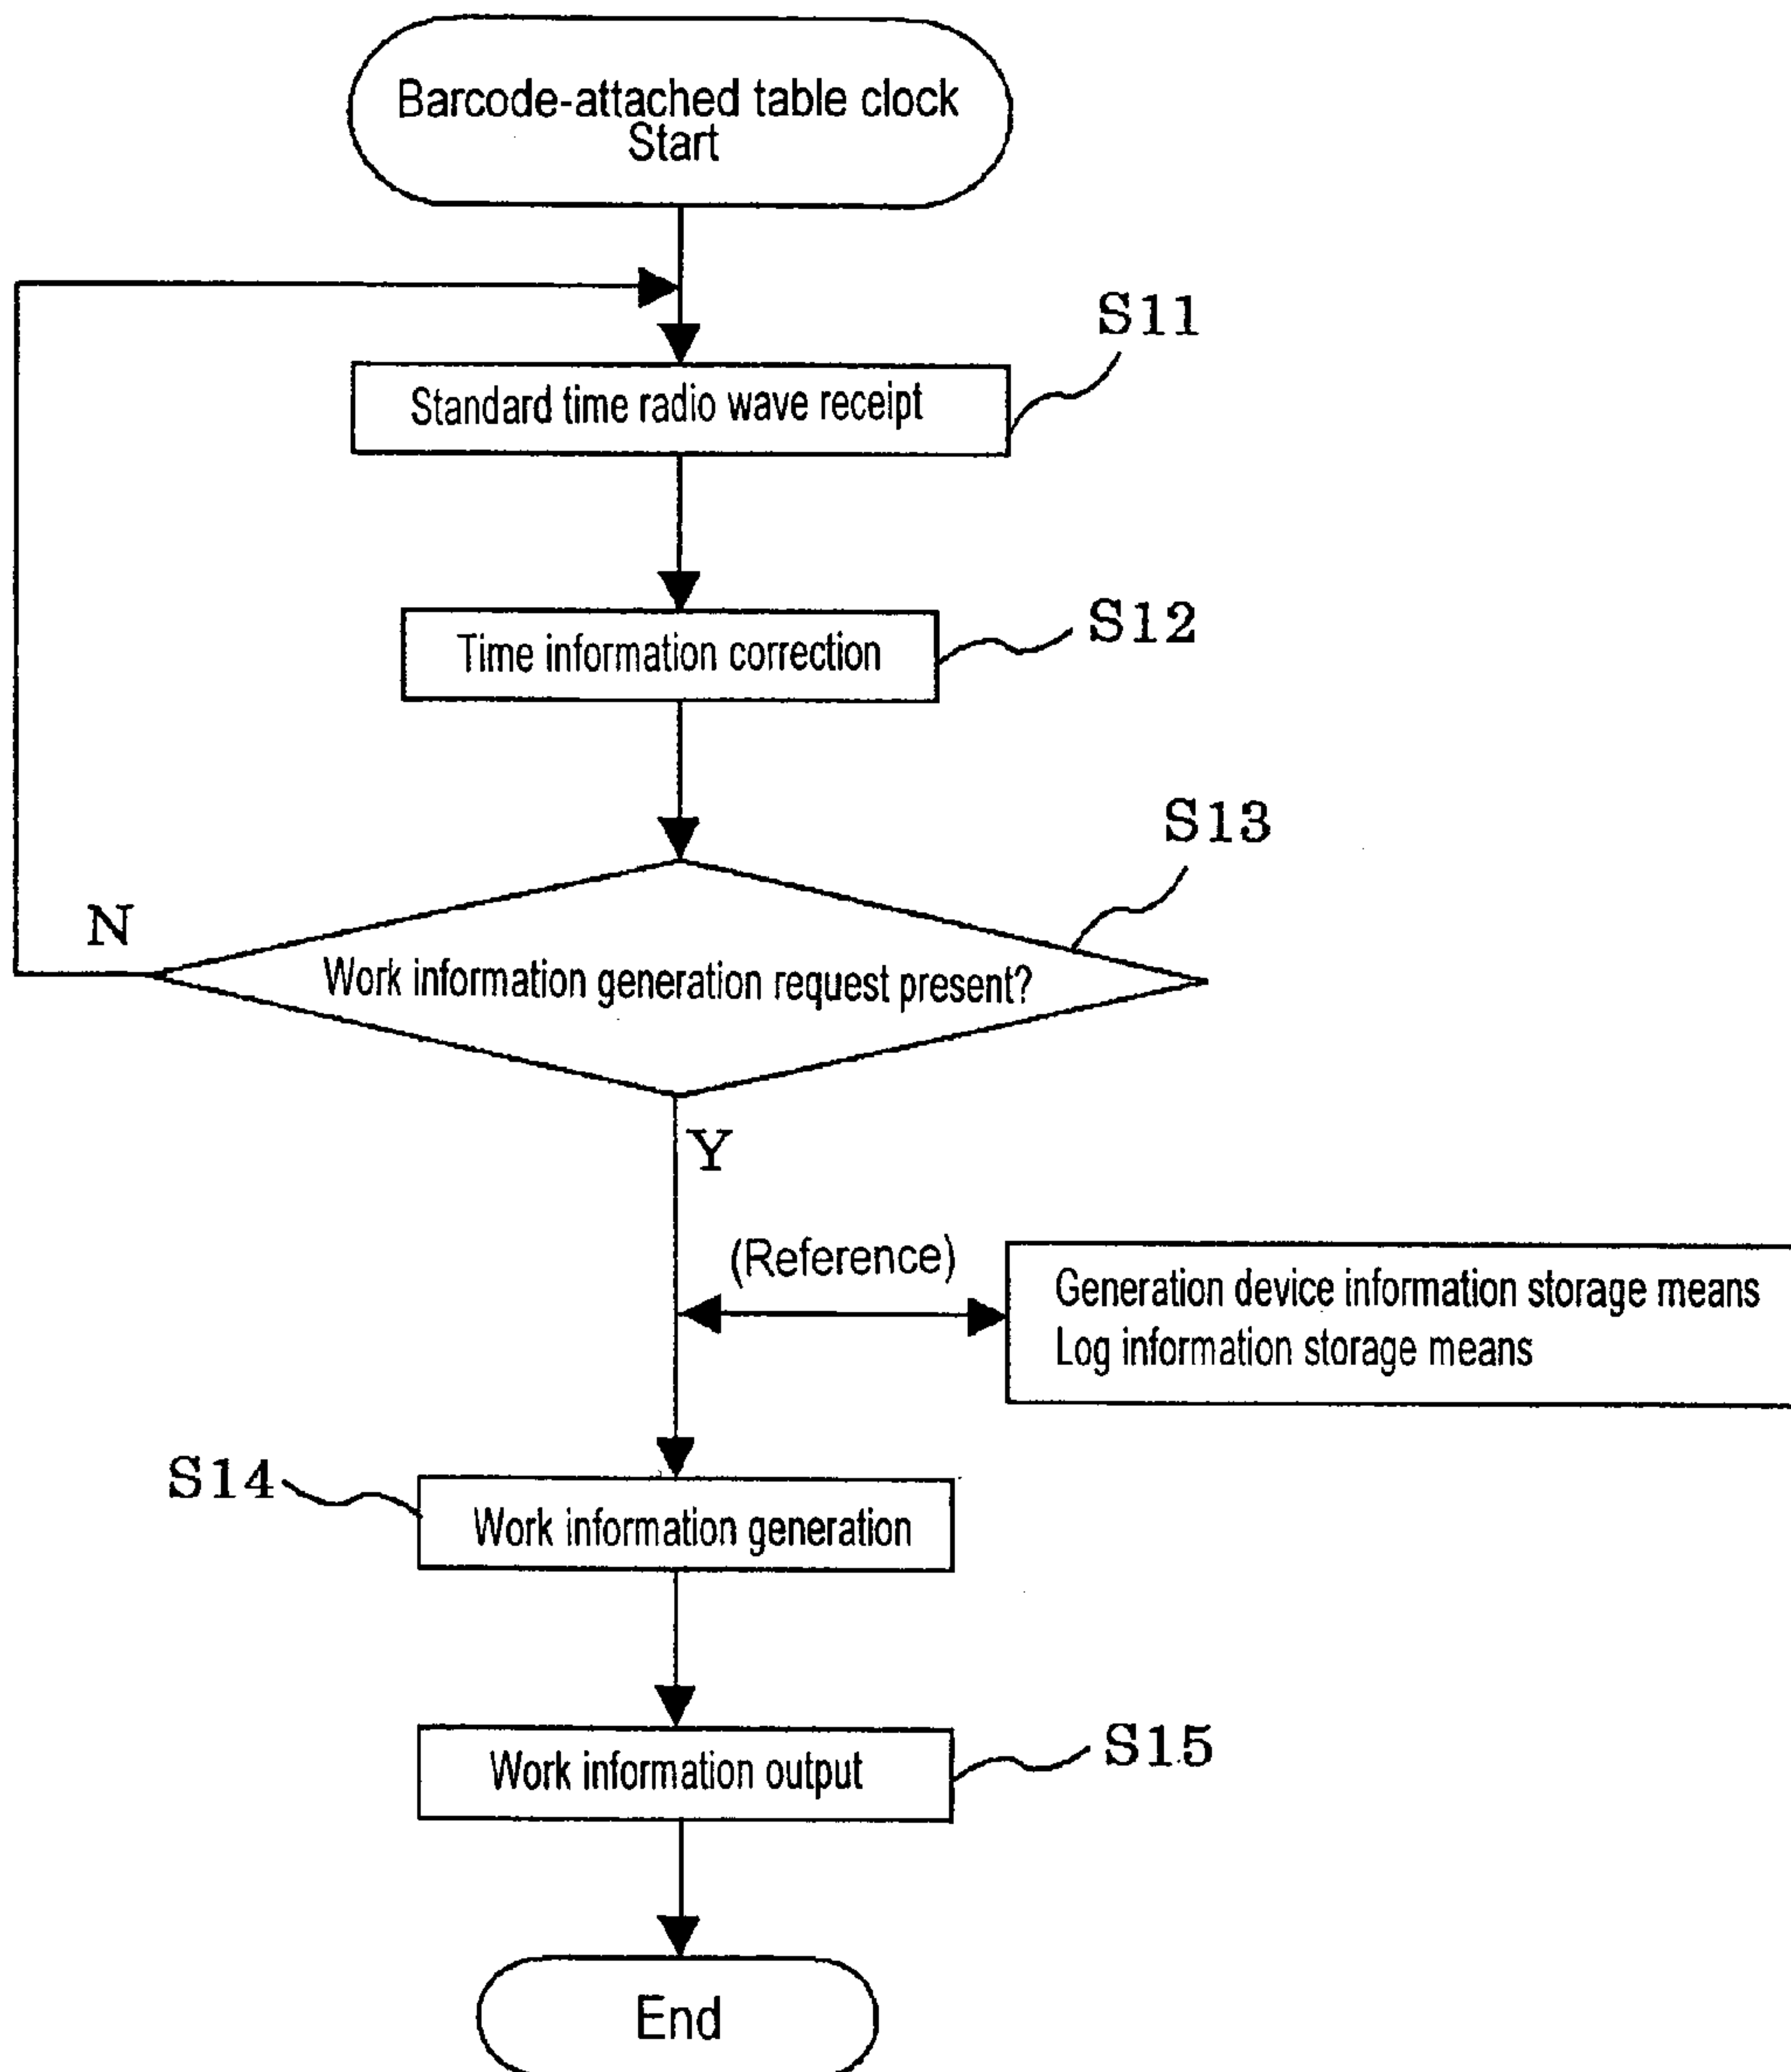 Barcode-attached table clock
Start
S11
Standard time radio wave receipt
S12
Time information correction
S13
N
Work information generation request present?
Y
(Reference)
Generation device information storage means
Log information storage means
S14
Work information generation
S15
Work information output
End